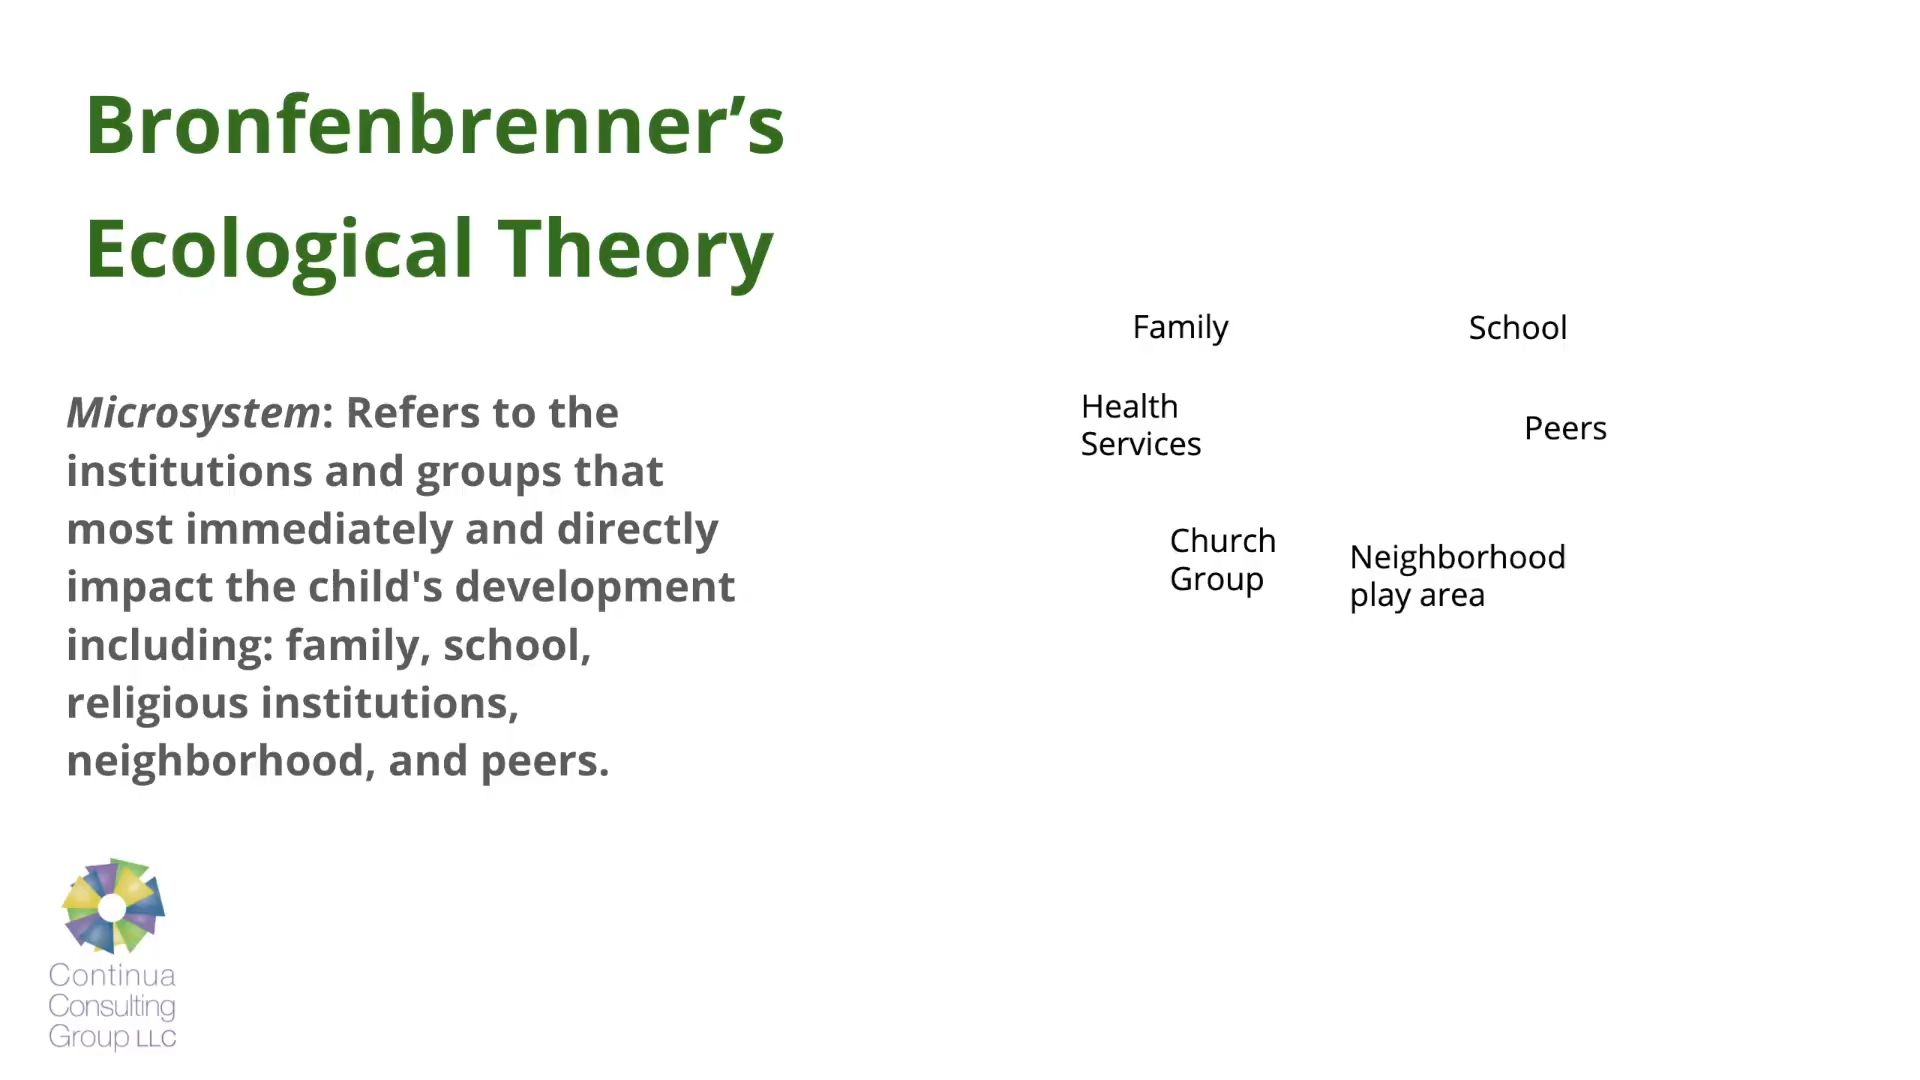 Bronfenbrenner’s
Ecological Theory
Microsystem: Refers to the
institutions and groups that
most immediately and directly
impact the child's development
including: family, school,
religious institutions,
neighborhood, and peers.
Family
School
Health
Services
Peers
Church
Group
Neighborhood
play area
Continua
Consulting
Group LLC